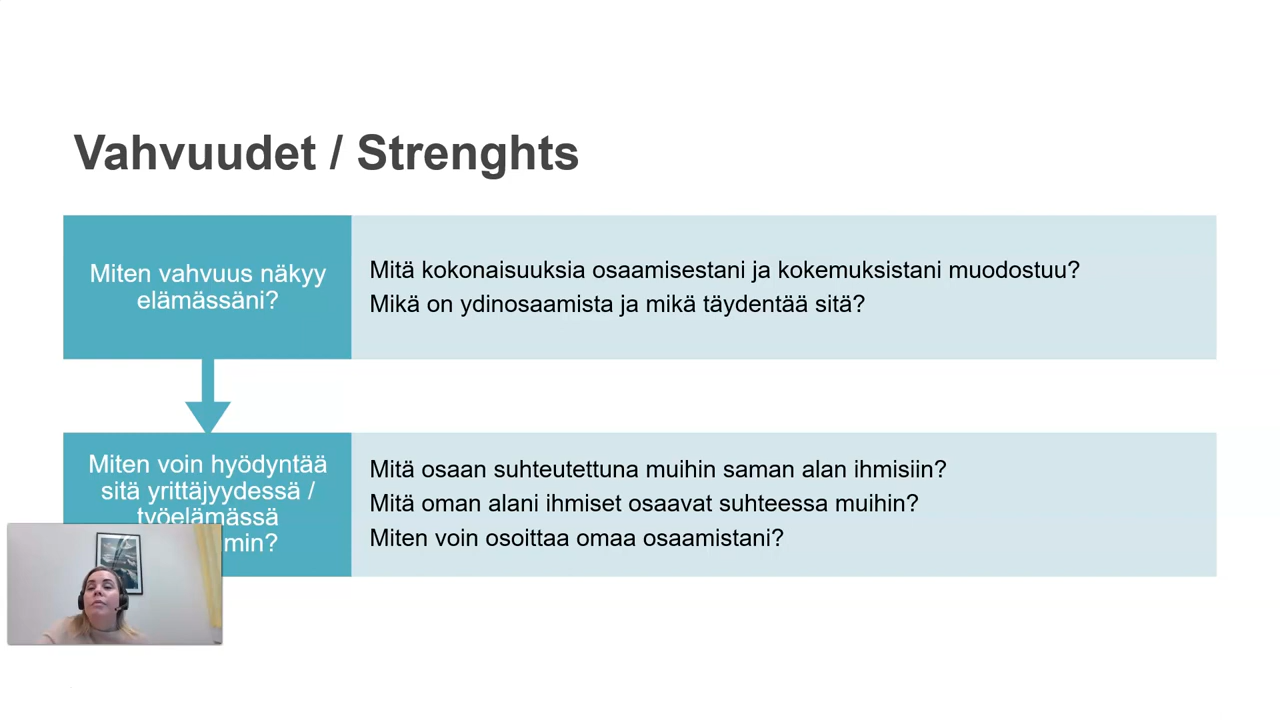 Vahvuudet / Strenghts
Miten vahvuus näkyy
elämässäni?
Mitä kokonaisuuksia osaamisestani ja kokemuksistani muodostuu?
Mikä on ydinosaamista ja mikä täydentää sitä?
Miten voin hyödyntää
sitä yrittäjyydessä /
työelämässä
min?
Mitä osaan suhteutettuna muihin saman alan ihmisiin?
Mitä oman alani ihmiset osaavat suhteessa muihin?
Miten voin osoittaa omaa osaamistani?